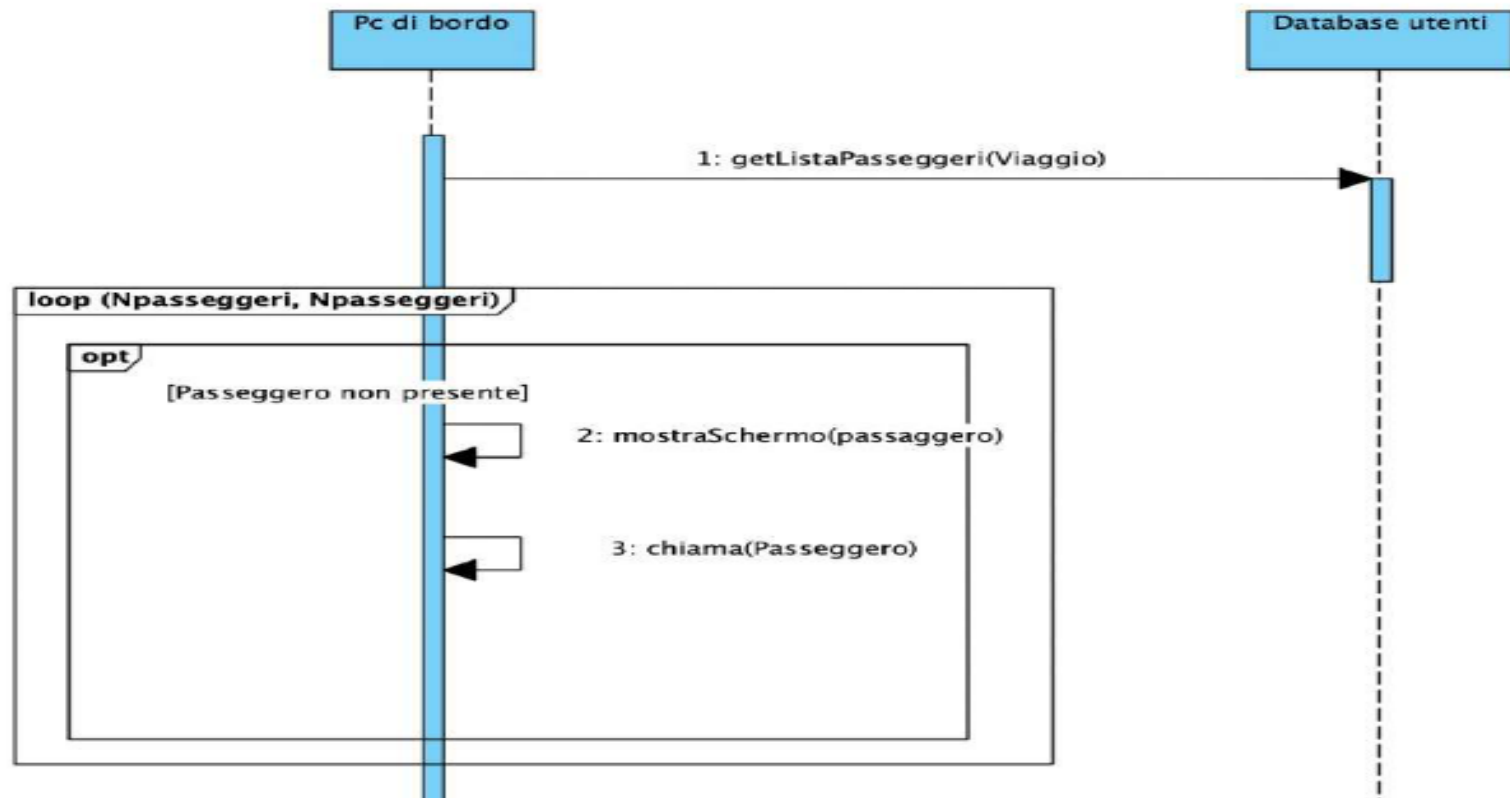 Pc di bordo
Database utenti
1: getListaPasseggeri(Viaggio)
loop (Npasseggeri, Npasseggeri)
opt
[Passeggero non presente]
2: mostraSchermo(passaggero)
3: chiama(Passeggero)